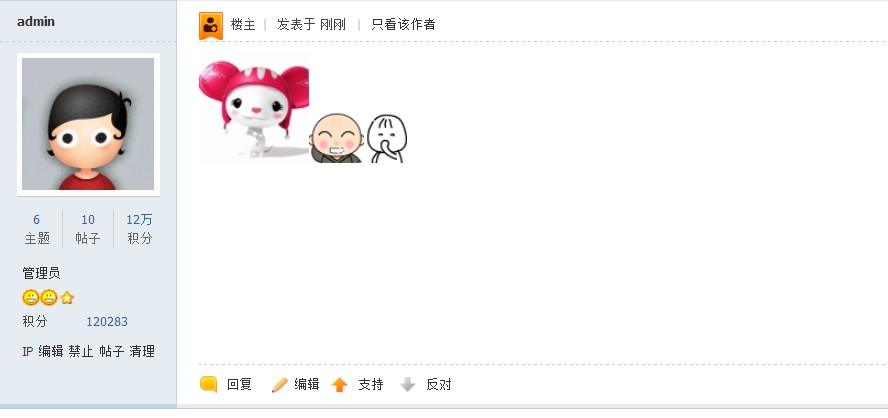 admin
楼主 | 发表于 刚刚 | 只看该作者
6 10 12万
主题 帖子 积分
管理员
积分 120283
IP 编辑 禁止 帖子 清理
回复 编辑 支持 反对